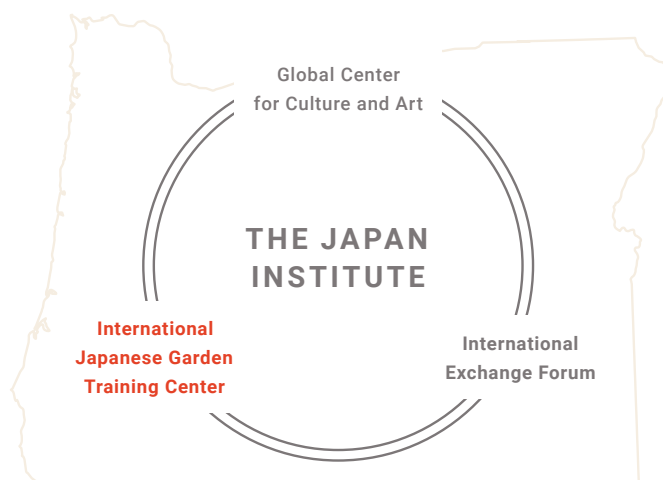 Global Center
for Culture and Art
THE JAPAN
INSTITUTE
International
Japanese Garden
Training Center
International
Exchange Forum